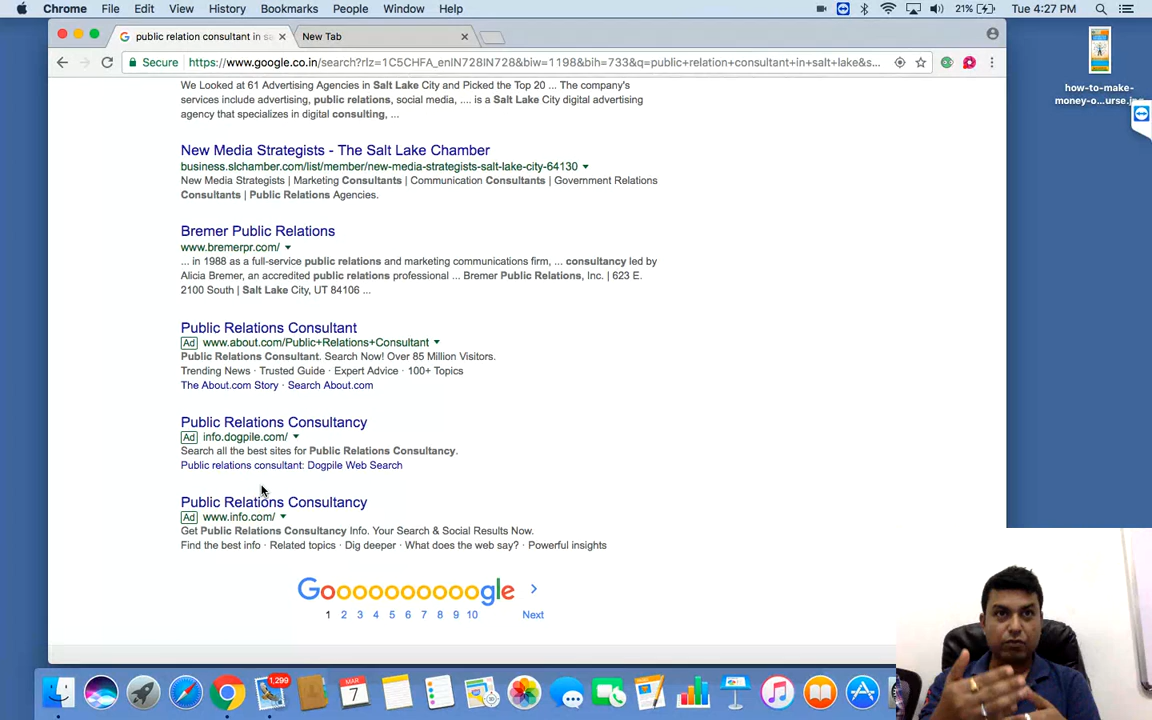 Chrome File Edit View History Bookmarks People Window Help 21% Tue 4:27 PM
public relation consultant in sa × New Tab ×
Secure https://www.google.co.in/search?rlz=1C5CHFA_enIN728IN728&biw=1198&bih=733&q=public+relation+consultant+in+salt+lake&s...
how-to-make-
money-o...urse.j
We Looked at 61 Advertising Agencies in Salt Lake City and Picked the Top 20 ... The company's
services include advertising, public relations, social media, .... is a Salt Lake City digital advertising
agency that specializes in digital consulting, ...
New Media Strategists - The Salt Lake Chamber
business.slchamber.com/list/member/new-media-strategists-salt-lake-city-64130
New Media Strategists | Marketing Consultants | Communication Consultants | Government Relations
Consultants | Public Relations Agencies.
Bremer Public Relations
www.bremerpr.com/
... in 1988 as a full-service public relations and marketing communications firm, ... consultancy led by
Alicia Bremer, an accredited public relations professional ... Bremer Public Relations, Inc. | 623 E.
2100 South | Salt Lake City, UT 84106 ...
Public Relations Consultant
Ad www.about.com/Public+Relations+Consultant
Public Relations Consultant. Search Now! Over 85 Million Visitors.
Trending News · Trusted Guide · Expert Advice · 100+ Topics
The About.com Story · Search About.com
Public Relations Consultancy
Ad info.dogpile.com/
Search all the best sites for Public Relations Consultancy.
Public relations consultant: Dogpile Web Search
Public Relations Consultancy
Ad www.info.com/
Get Public Relations Consultancy Info. Your Search & Social Results Now.
Find the best info · Related topics · Dig deeper · What does the web say? · Powerful insights
Goooooooooogle >
1 2 3 4 5 6 7 8 9 10 Next
1,299
MAR
7